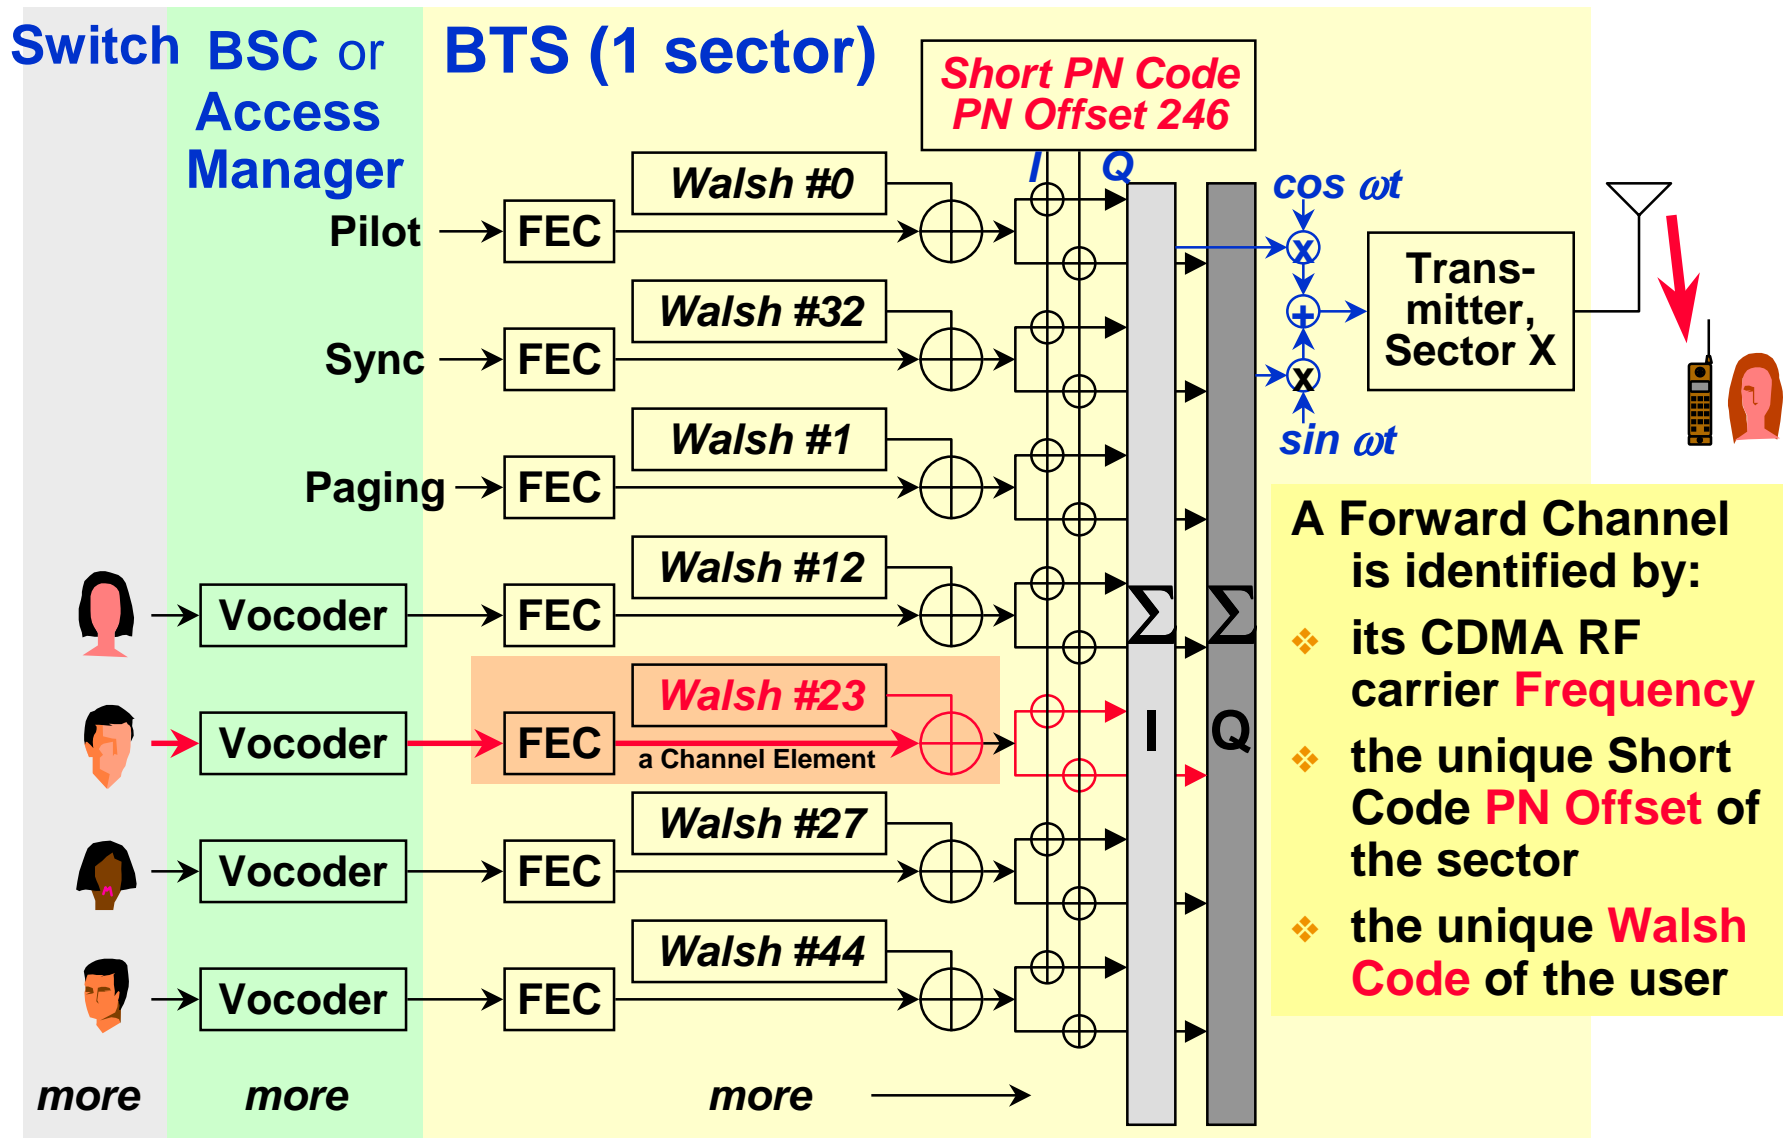 Switch
BSC or
Access
Manager
BTS (1 sector)
Short PN Code
PN Offset 246
I
Q
Pilot
FEC
Walsh #0
Sync
FEC
Walsh #32
Paging
FEC
Walsh #1
Vocoder
FEC
Walsh #12
Vocoder
FEC
Walsh #23
a Channel Element
Vocoder
FEC
Walsh #27
Vocoder
FEC
Walsh #44
more
more
more
Σ
Σ
I
Q
cos ωt
x
+
x
sin ωt
Trans-
mitter,
Sector X
A Forward Channel
is identified by:
❖ its CDMA RF
carrier Frequency
❖ the unique Short
Code PN Offset of
the sector
❖ the unique Walsh
Code of the user